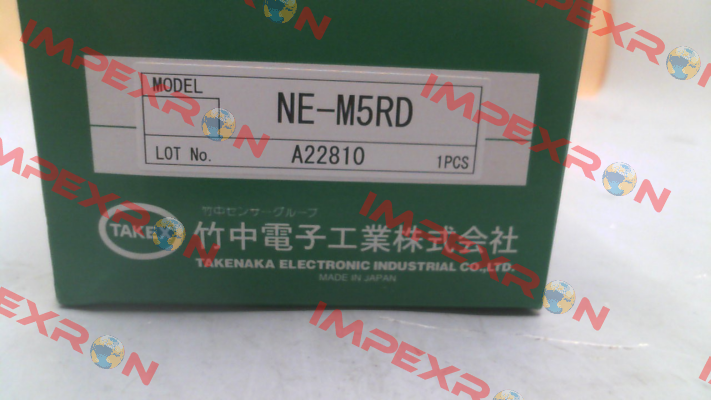 MODEL
NE-M5RD
LOT No.
A22810
1PCS
竹中センサーグループ
TAKEX
竹中電子工業株式会社
TAKENAKA ELECTRONIC INDUSTRIAL CO.,LTD.
MADE IN JAPAN
IMPEXRON
IMPEXRON
IMPEXRON
IMPEXRON
IMPEXRON
IMPEXRON
IMPEXRON